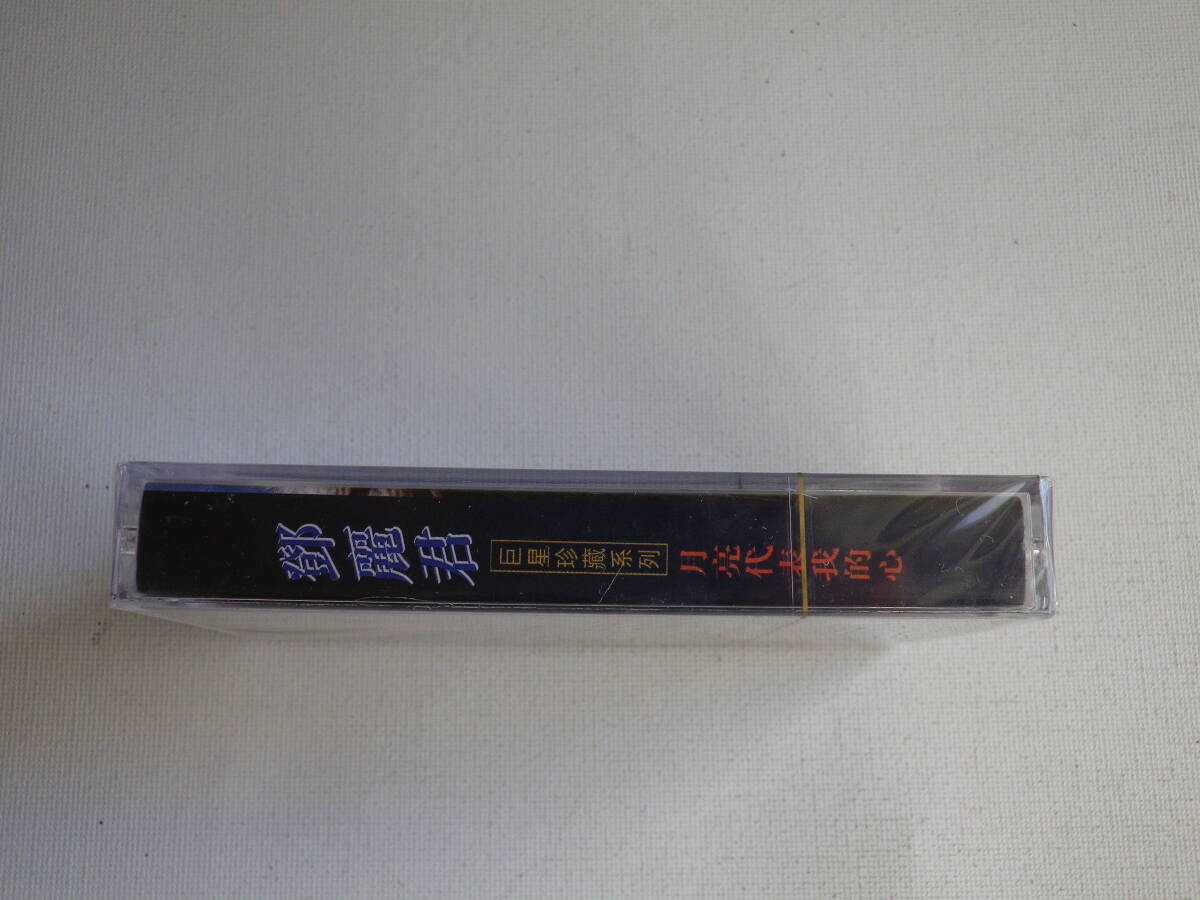 鄧麗君
巨星珍藏系列
月亮代表我的心